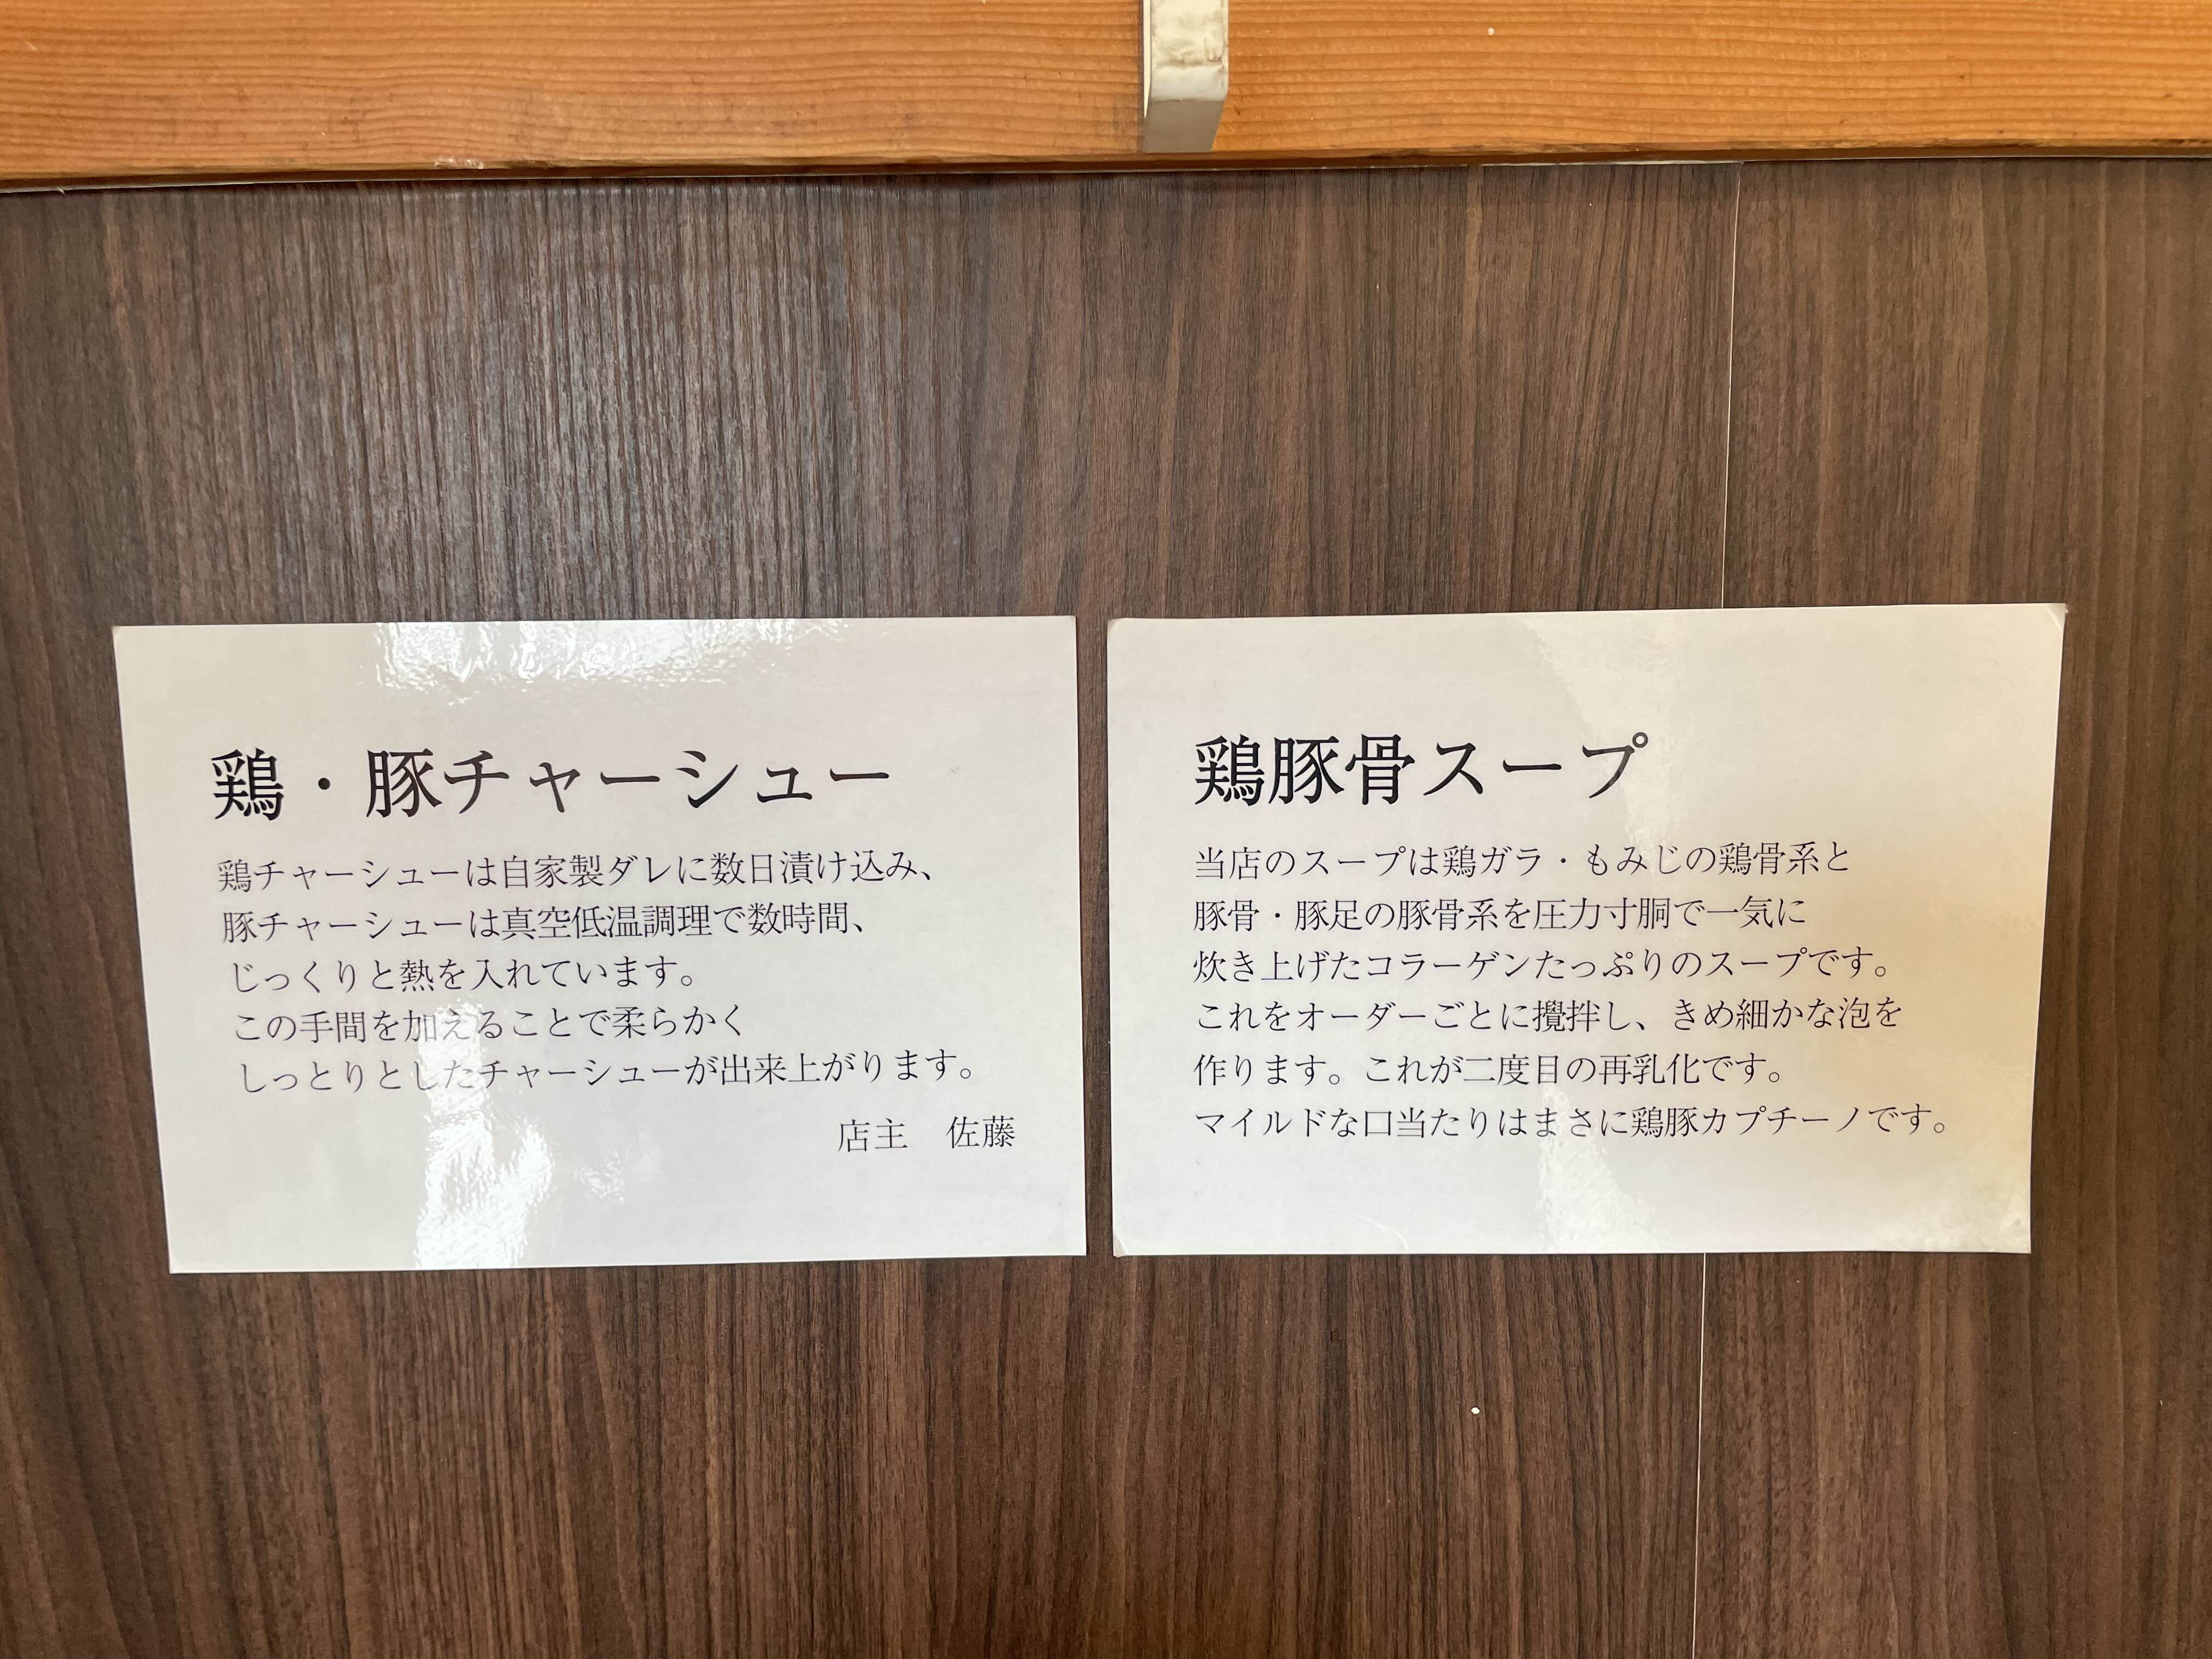 鶏・豚チャーシュー
鶏チャーシューは自家製ダレに数日漬け込み、
豚チャーシューは真空低温調理で数時間、
じっくりと熱を入れています。
この手間を加えることで柔らかく
しっとりとしたチャーシューが出来上がります。
店主　佐藤
鶏豚骨スープ
当店のスープは鶏ガラ・もみじの鶏骨系と
豚骨・豚足の豚骨系を圧力寸胴で一気に
炊き上げたコラーゲンたっぷりのスープです。
これをオーダーごとに攪拌し、きめ細かな泡を
作ります。これが二度目の再乳化です。
マイルドな口当たりはまさに鶏豚カプチーノです。